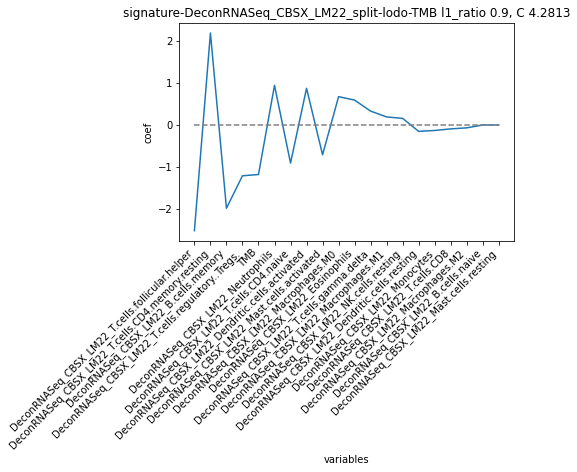 signature-DeconRNASeq_CBSX_LM22_split-lodo-TMB l1_ratio 0.9, C 4.2813
coef
2
1
0
−1
−2
DeconRNASeq_CBSX_LM22_T.cells.follicular.helper
DeconRNASeq_CBSX_LM22_T.cells.CD4.memory.resting
DeconRNASeq_CBSX_LM22_B.cells.memory
DeconRNASeq_CBSX_LM22_T.cells.regulatory..Tregs.
TMB
DeconRNASeq_CBSX_LM22_Neutrophils
DeconRNASeq_CBSX_LM22_T.cells.CD4.naive
DeconRNASeq_CBSX_LM22_Dendritic.cells.activated
DeconRNASeq_CBSX_LM22_Mast.cells.activated
DeconRNASeq_CBSX_LM22_Macrophages.M0
DeconRNASeq_CBSX_LM22_Eosinophils
DeconRNASeq_CBSX_LM22_T.cells.gamma.delta
DeconRNASeq_CBSX_LM22_Macrophages.M1
DeconRNASeq_CBSX_LM22_NK.cells.resting
DeconRNASeq_CBSX_LM22_Dendritic.cells.resting
DeconRNASeq_CBSX_LM22_Monocytes
DeconRNASeq_CBSX_LM22_T.cells.CD8
DeconRNASeq_CBSX_LM22_Macrophages.M2
DeconRNASeq_CBSX_LM22_B.cells.naive
DeconRNASeq_CBSX_LM22_Mast.cells.resting
variables